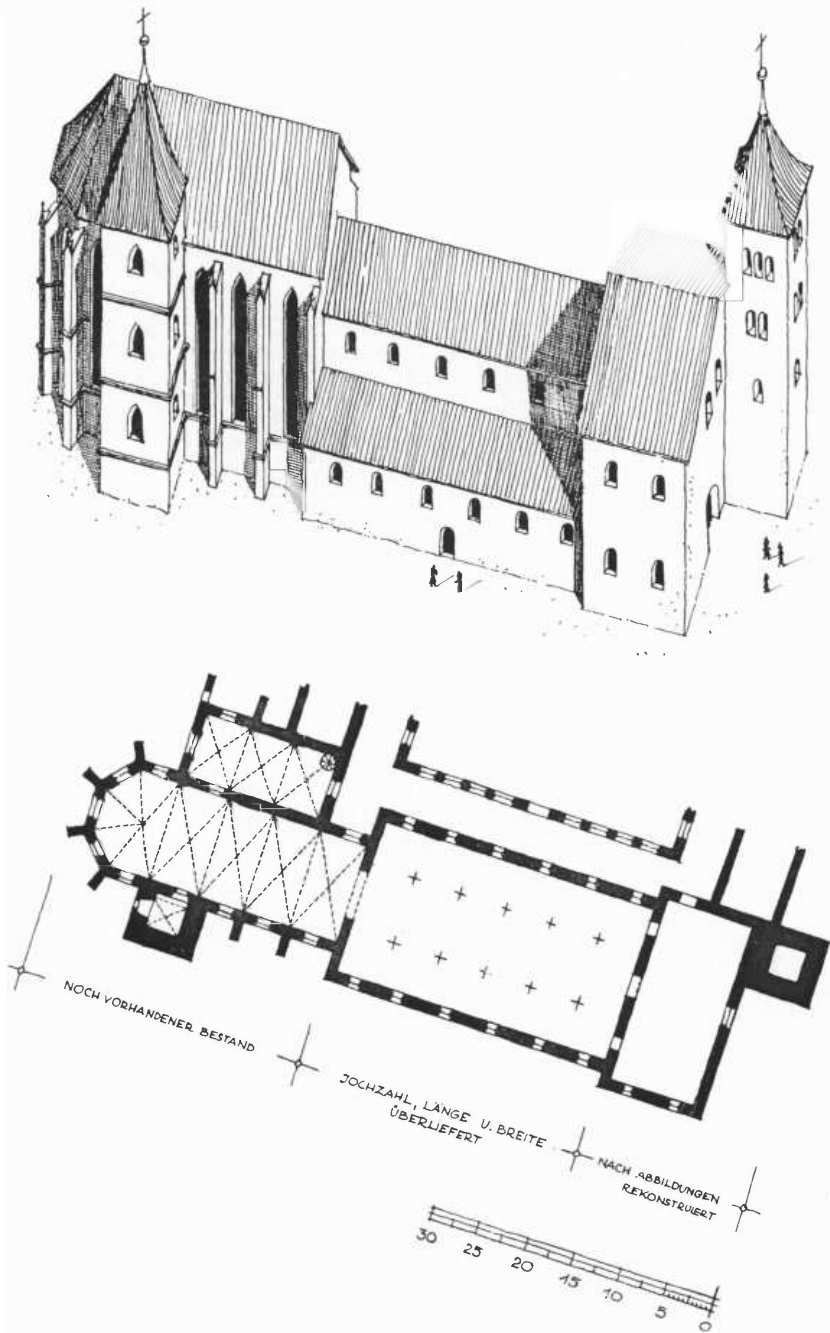 NOCH VORHANDENER BESTAND
JOCHZAHL, LÄNGE U. BREITE
ÜBERLIEFERT
NACH ABBILDUNGEN
REKONSTRUIERT
30 25 20 15 10 5 0